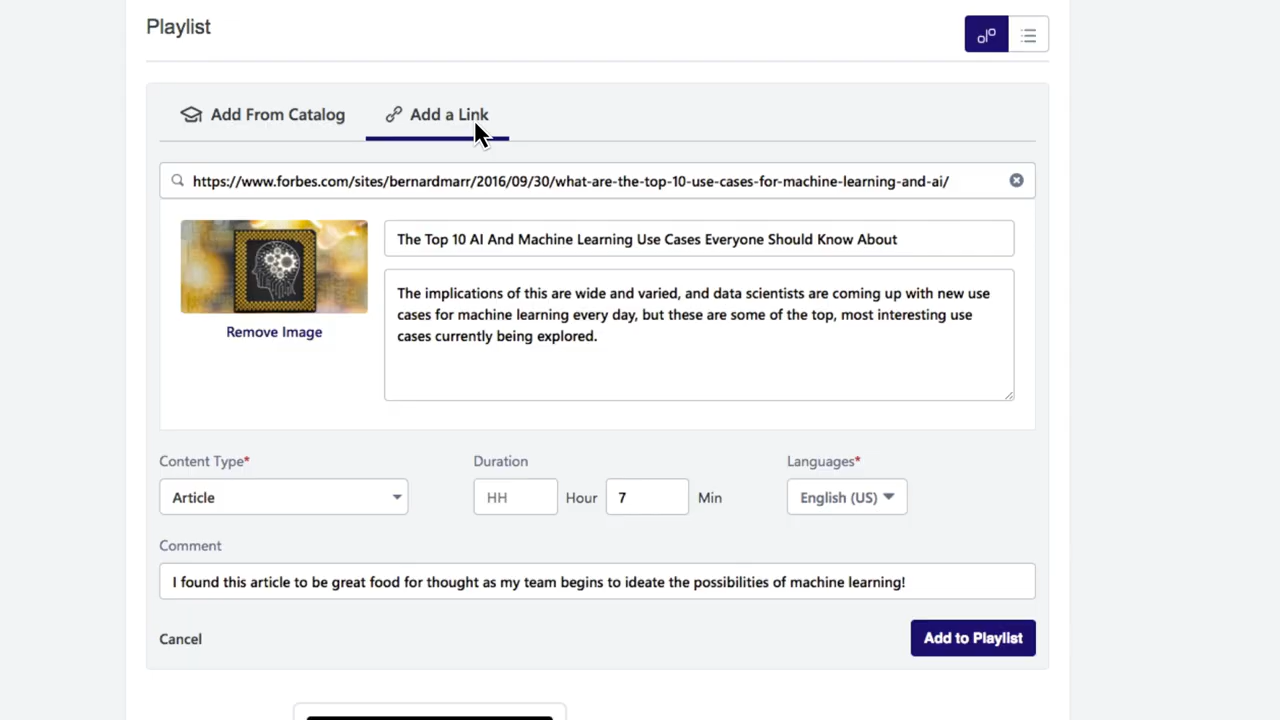 Playlist
Add From Catalog
Add a Link
https://www.forbes.com/sites/bernardmarr/2016/09/30/what-are-the-top-10-use-cases-for-machine-learning-and-ai/
The Top 10 AI And Machine Learning Use Cases Everyone Should Know About
The implications of this are wide and varied, and data scientists are coming up with new use
cases for machine learning every day, but these are some of the top, most interesting use
cases currently being explored.
Remove Image
Content Type*
Duration
Languages*
Article
HH Hour 7 Min
English (US)
Comment
I found this article to be great food for thought as my team begins to ideate the possibilities of machine learning!
Cancel
Add to Playlist